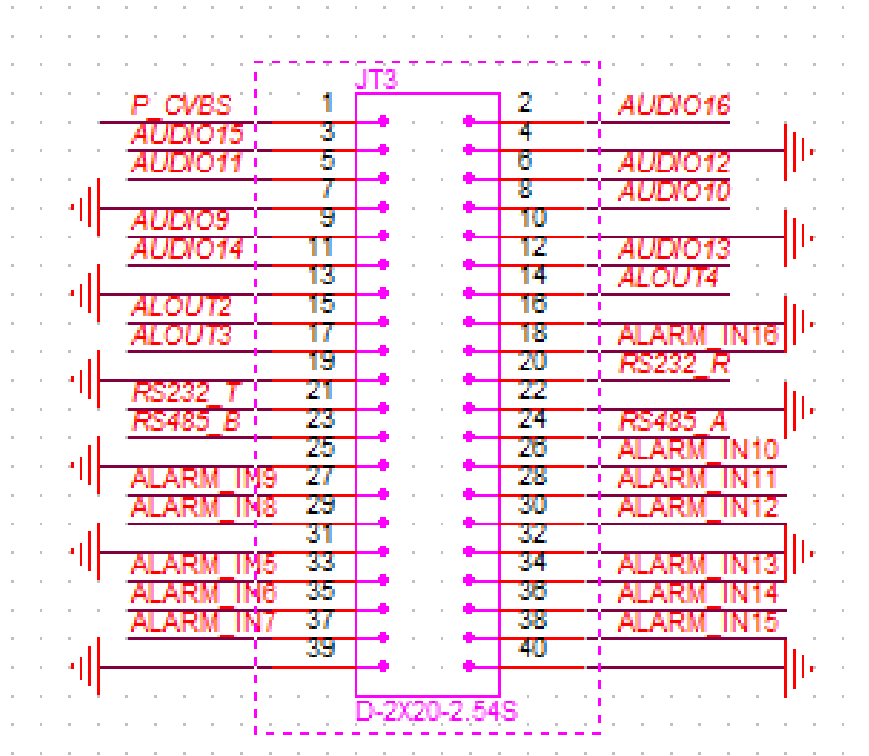 JT3
P_CVBS 1 2 AUDIO16
AUDIO15 3 4
AUDIO11 5 6 AUDIO12
7 8 AUDIO10
AUDIO9 9 10
AUDIO14 11 12 AUDIO13
13 14 ALOUT4
ALOUT2 15 16
ALOUT3 17 18 ALARM_IN16
19 20 RS232_R
RS232_T 21 22
RS485_B 23 24 RS485_A
25 26 ALARM_IN10
ALARM_IN9 27 28 ALARM_IN11
ALARM_IN8 29 30 ALARM_IN12
31 32
ALARM_IN5 33 34 ALARM_IN13
ALARM_IN6 35 36 ALARM_IN14
ALARM_IN7 37 38 ALARM_IN15
39 40
D-2X20-2.54S